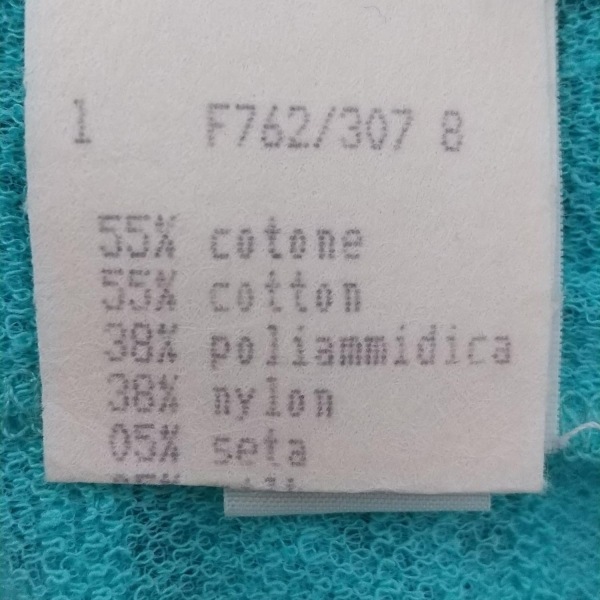 1 F762/307 8
55% cotone
55% cotton
38% poliammidica
38% nylon
05% seta